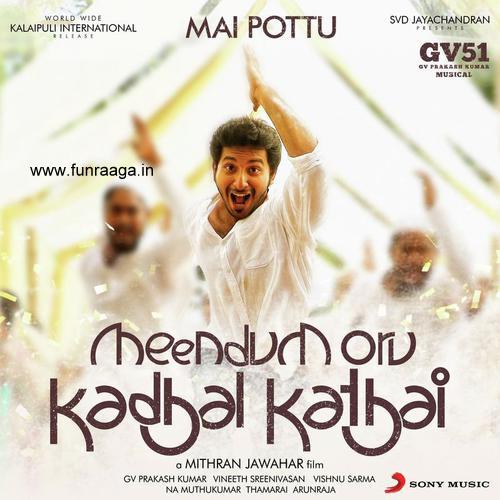 WORLD WIDE
KALAIPULI INTERNATIONAL
RELEASE
MAI POTTU
SVD JAYACHANDRAN
PRESENTS
GV51
GV PRAKASH KUMAR
MUSICAL
www.funraaga.in
meendum oru
kadhal kathai
a MITHRAN JAWAHAR film
GV PRAKASH KUMAR VINEETH SREENIVASAN VISHNU SARMA
NA MUTHUKUMAR THAMARAI ARUNRAJA
SONY MUSIC